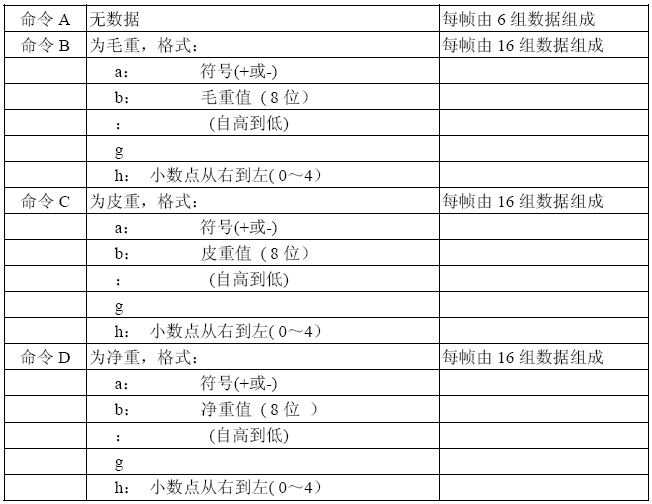 命令 A 无数据 每帧由 6 组数据组成
命令 B 为毛重，格式： 每帧由 16 组数据组成
a： 符号(+或-)
b： 毛重值（8 位）
： (自高到低)
g
h： 小数点从右到左( 0～4）
命令 C 为皮重，格式： 每帧由 16 组数据组成
a： 符号(+或-)
b： 皮重值（8 位）
： (自高到低)
g
h： 小数点从右到左( 0～4）
命令 D 为净重，格式： 每帧由 16 组数据组成
a： 符号(+或-)
b： 净重值（8 位 ）
： (自高到低)
g
h： 小数点从右到左( 0～4）